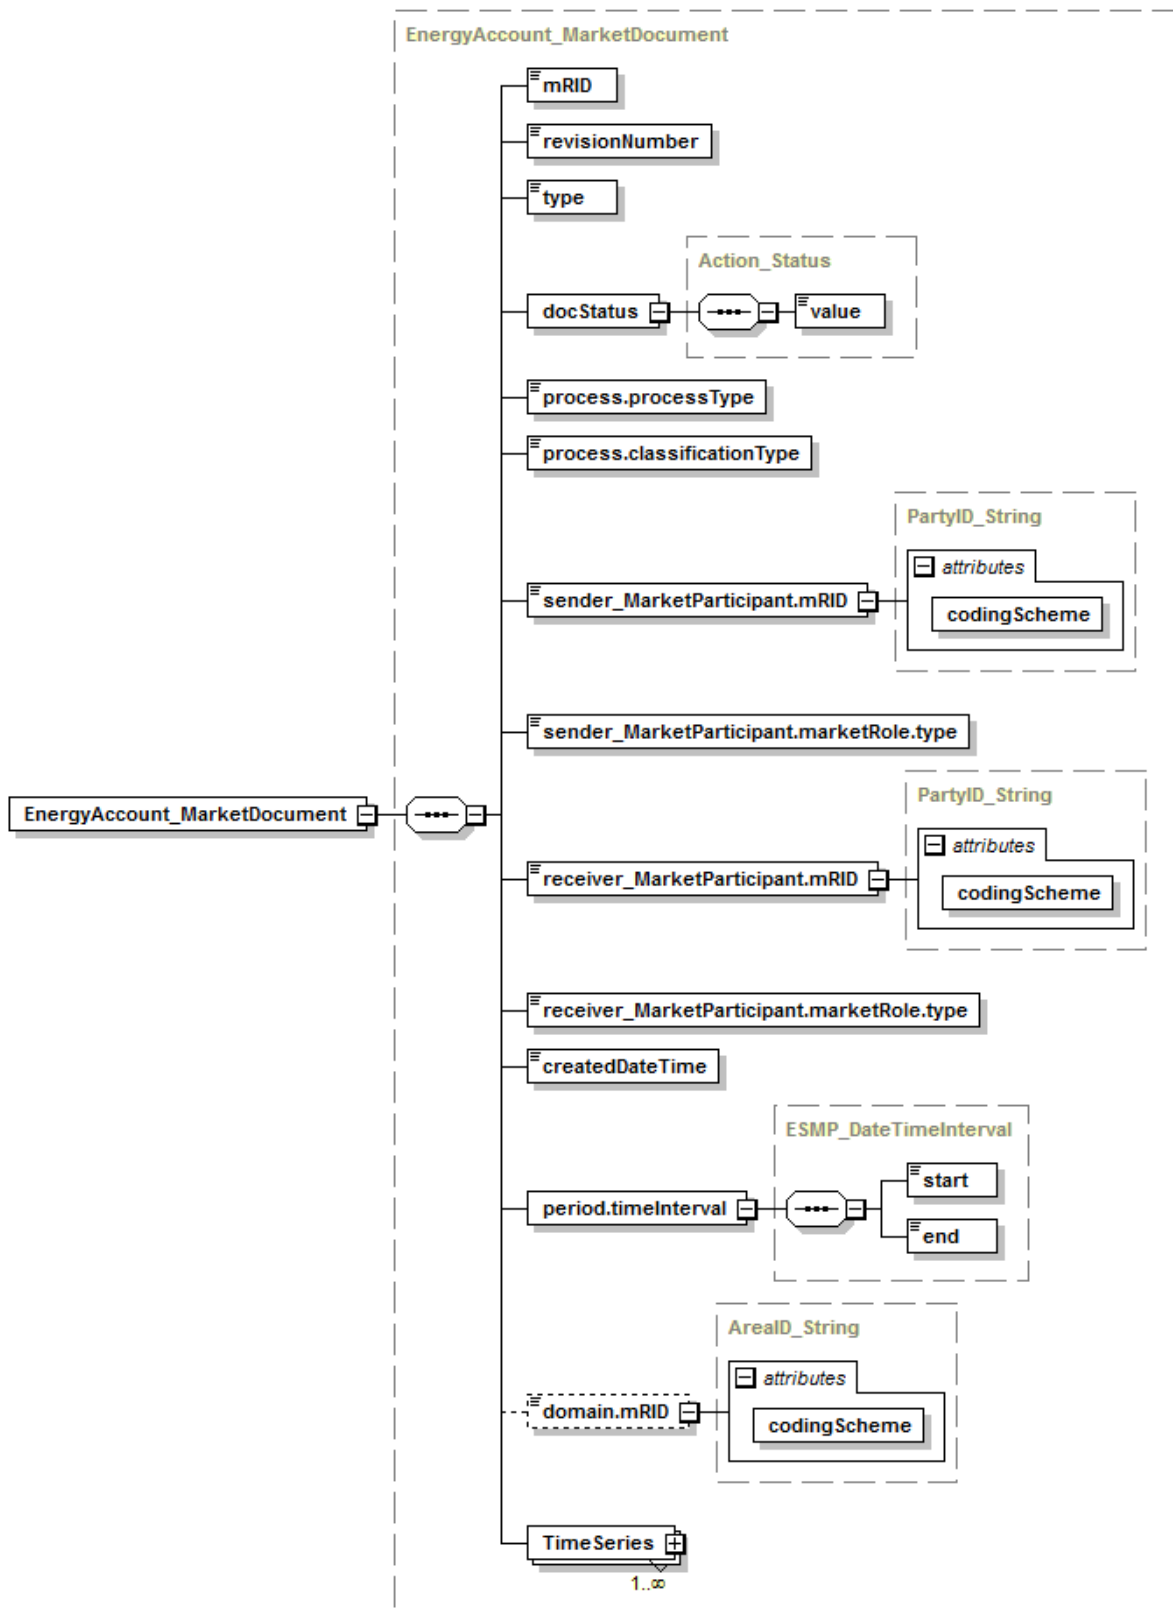 EnergyAccount_MarketDocument
mRID
revisionNumber
type
Action_Status
docStatus
value
process.processType
process.classificationType
PartyID_String
attributes
sender_MarketParticipant.mRID
codingScheme
sender_MarketParticipant.marketRole.type
PartyID_String
EnergyAccount_MarketDocument
attributes
receiver_MarketParticipant.mRID
codingScheme
receiver_MarketParticipant.marketRole.type
createdDateTime
ESMP_DateTimeInterval
start
period.timeInterval
end
AreaID_String
attributes
domain.mRID
codingScheme
TimeSeries
1..∞